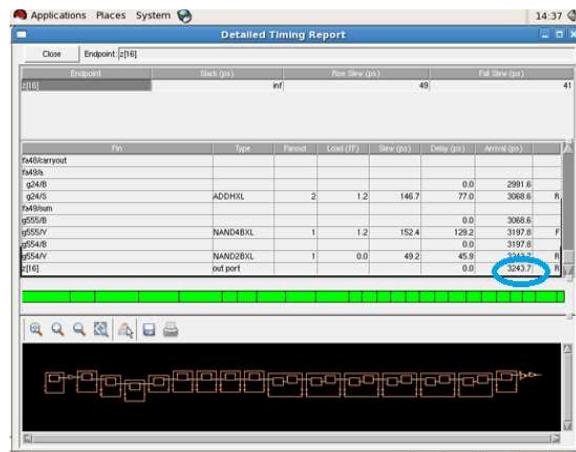 Applications Places System 14:37
Detailed Timing Report
Close Endpoint: z[16]
Endpoint Slack (ps) Rise Slew (ps) Fall Slew (ps)
z[16] inf 49 41
Pin Type Fanout Load (fF) Slew (ps) Delay (ps) Arrival (ps)
fa48/carryout
fa49/a
g24/B 0.0 2991.6
g24/S ADDHXL 2 1.2 146.7 77.0 3068.6 R
fa49/sum
g555/B 0.0 3068.6
g555/Y NAND4BXL 1 1.2 152.4 129.2 3197.8 F
g554/B 0.0 3197.8
g554/Y NAND2BXL 1 0.0 49.2 45.9 3243.7 R
z[16] out port 0.0 3243.7 R